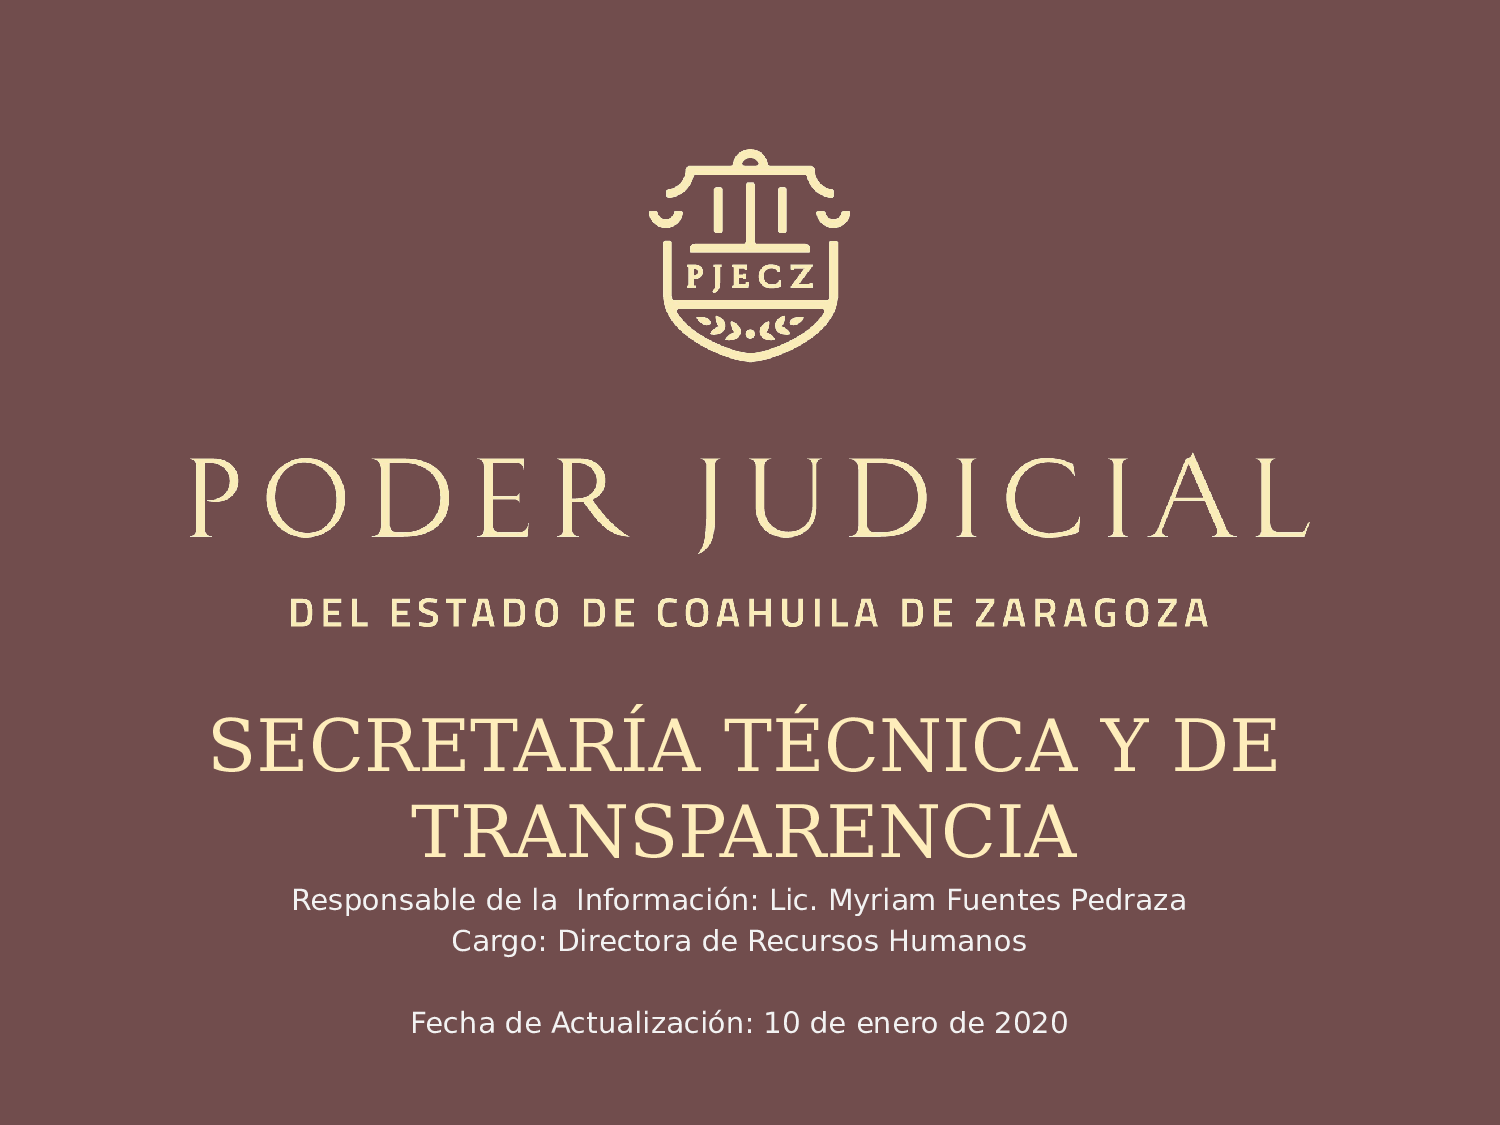 PJECZ
PODER JUDICIAL
DEL ESTADO DE COAHUILA DE ZARAGOZA
SECRETARÍA TÉCNICA Y DE
TRANSPARENCIA
Responsable de la  Información: Lic. Myriam Fuentes Pedraza
Cargo: Directora de Recursos Humanos
Fecha de Actualización: 10 de enero de 2020